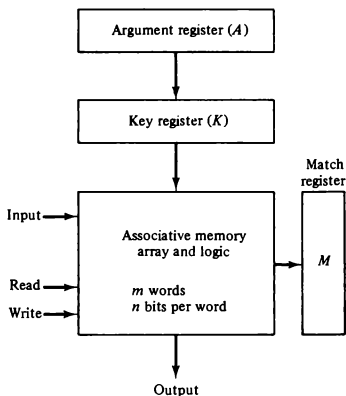 Argument register (A)
Key register (K)
Match
register
Input
Associative memory
array and logic
M
Read
m words
Write
n bits per word
Output